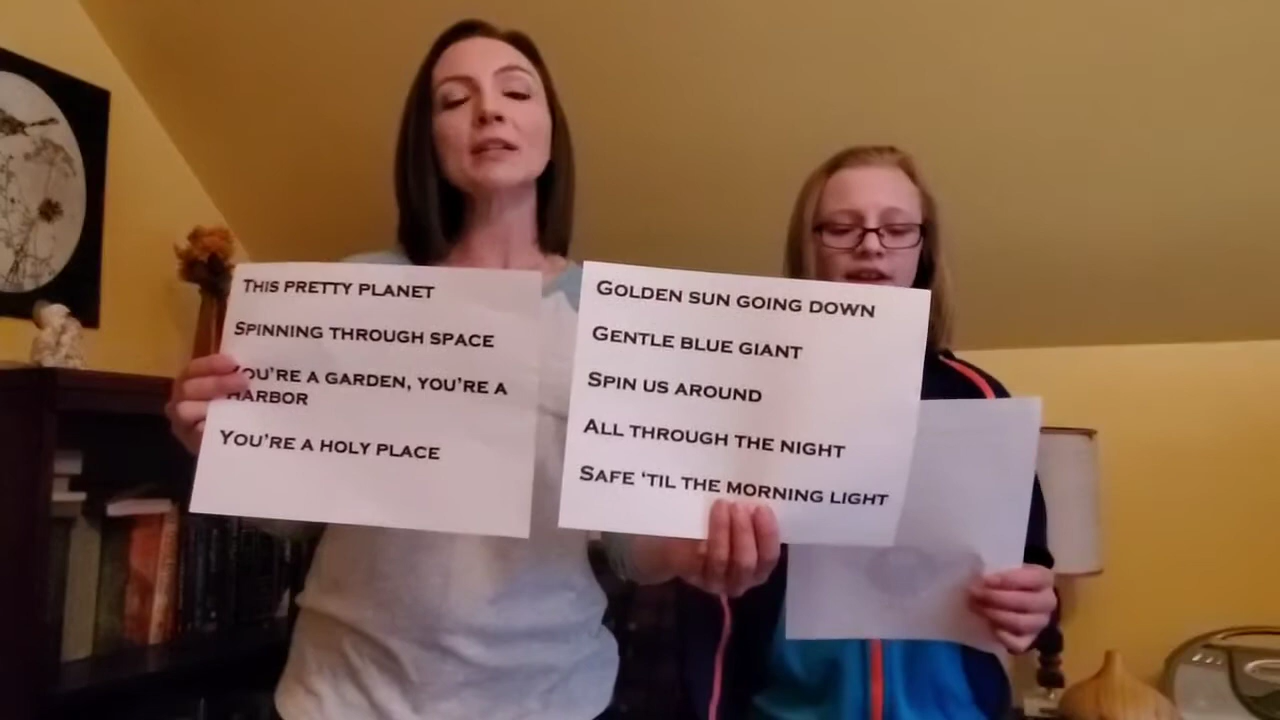 THIS PRETTY PLANET
SPINNING THROUGH SPACE
YOU'RE A GARDEN, YOU'RE A
HARBOR
YOU'RE A HOLY PLACE
GOLDEN SUN GOING DOWN
GENTLE BLUE GIANT
SPIN US AROUND
ALL THROUGH THE NIGHT
SAFE 'TIL THE MORNING LIGHT